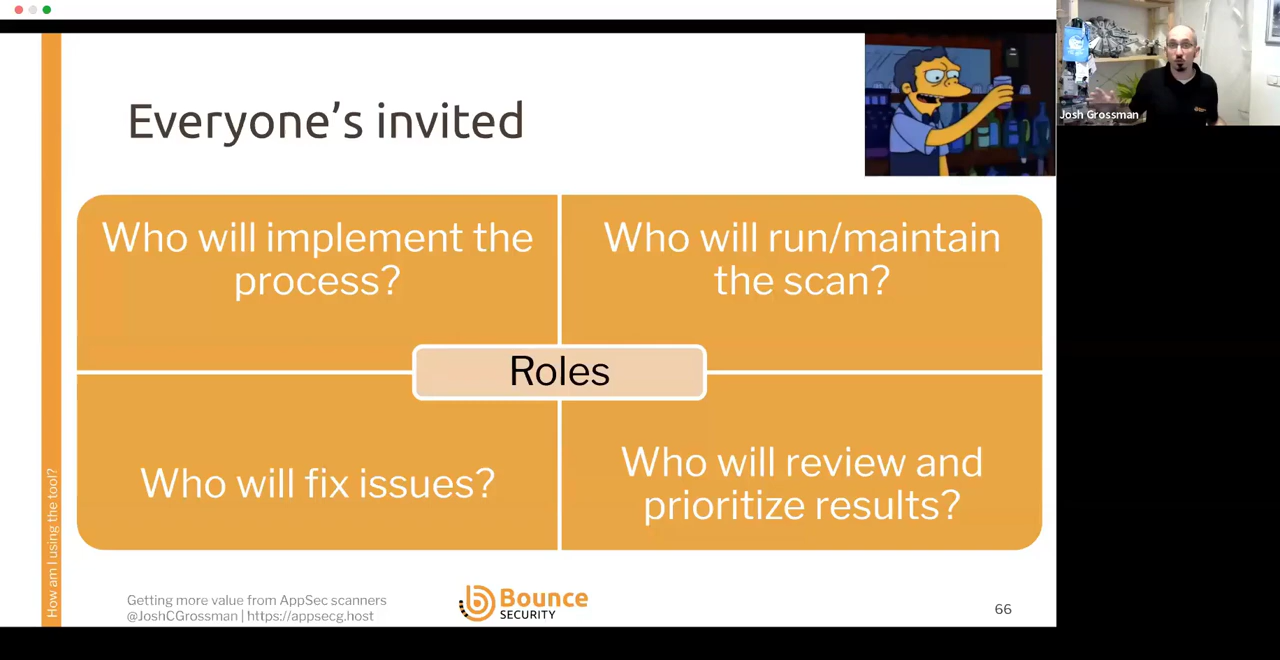 Everyone's invited
Josh Grossman
Who will implement the
process?
Who will run/maintain
the scan?
Roles
Who will fix issues?
Who will review and
prioritize results?
How am I using the tool?
Getting more value from AppSec scanners
@JoshCGrossman | https://appsecg.host
Bounce
SECURITY
66